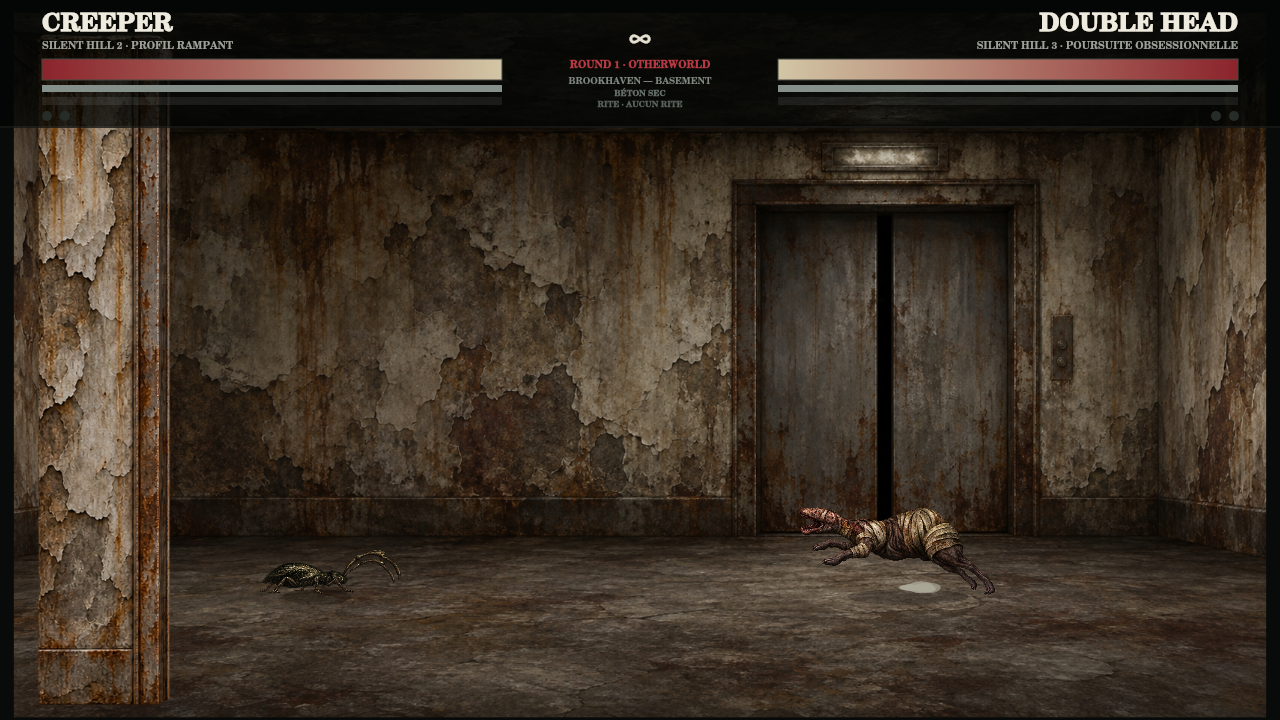 CREEPER
SILENT HILL 2 · PROFIL RAMPANT
∞
ROUND 1 · OTHERWORLD
BROOKHAVEN — BASEMENT
BÉTON SEC
RITE · AUCUN RITE
DOUBLE HEAD
SILENT HILL 3 · POURSUITE OBSESSIONNELLE